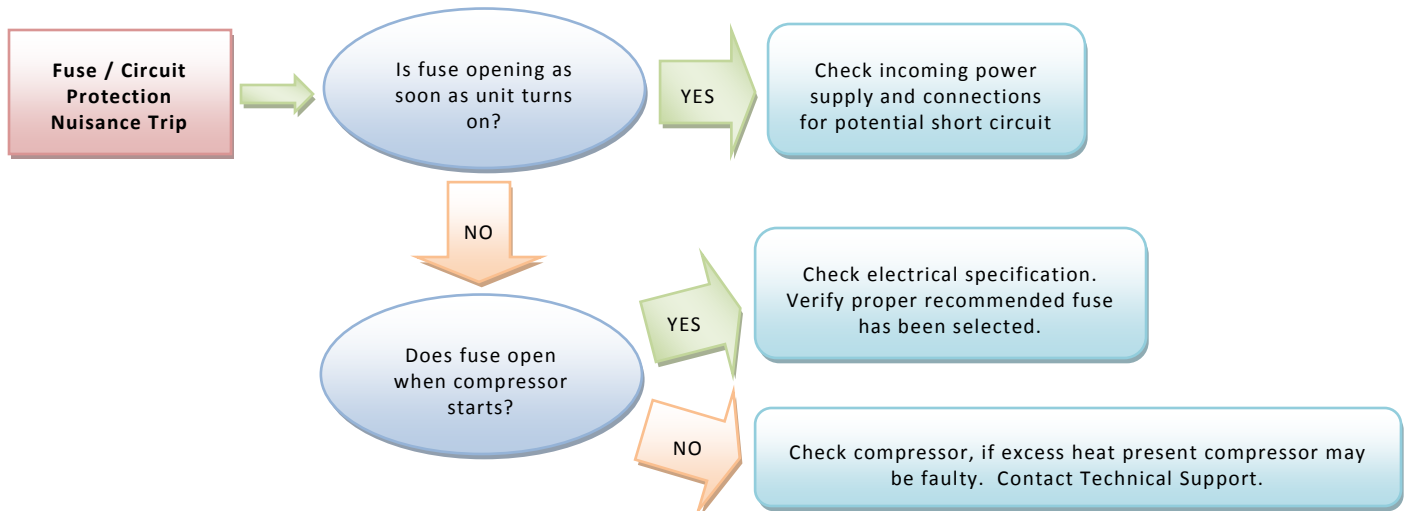 Fuse / Circuit
Protection
Nuisance Trip
Is fuse opening as
soon as unit turns
on?
YES
Check incoming power
supply and connections
for potential short circuit
NO
Does fuse open
when compressor
starts?
YES
Check electrical specification.
Verify proper recommended fuse
has been selected.
NO
Check compressor, if excess heat present compressor may
be faulty.  Contact Technical Support.